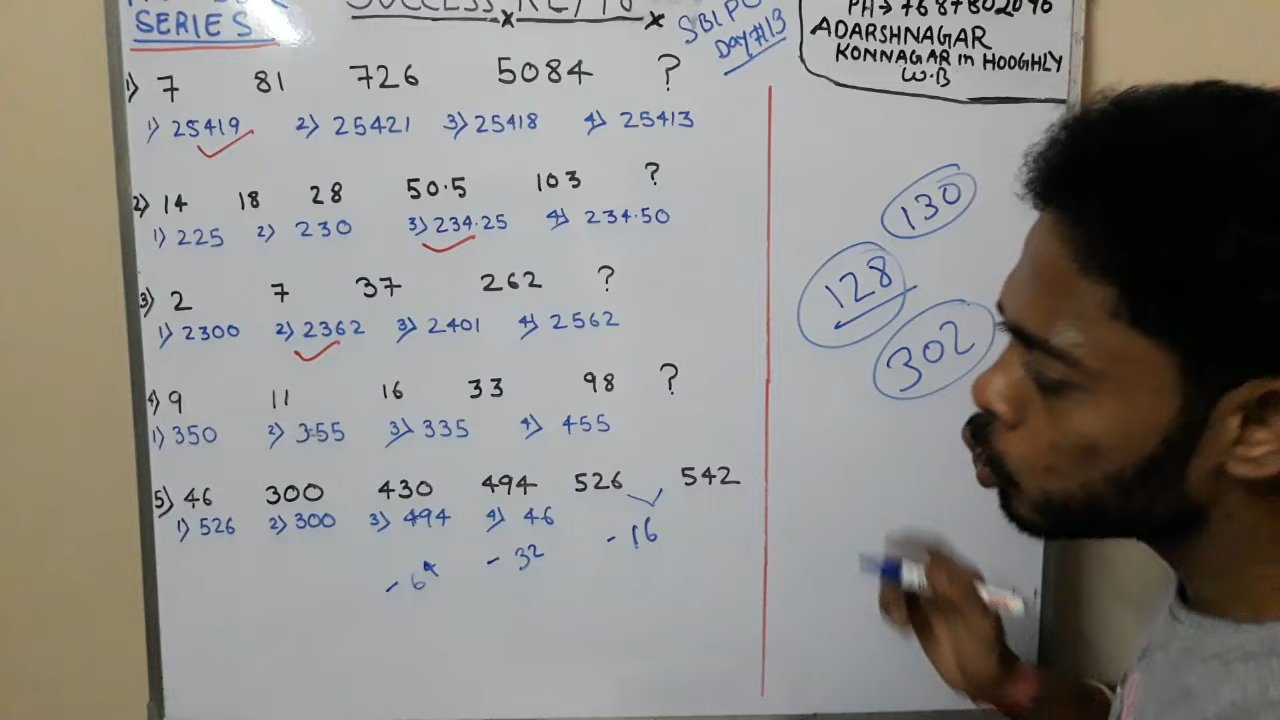 SERIES
SBI PO
Day#13
PH→ 7687802090
ADARSHNAGAR
KONNAGAR in HOOGHLY
W.B
1) 7 81 726 5084 ?
1) 25419 2) 25421 3) 25418 4) 25413
2) 14 18 28 50.5 103 ?
1) 225 2) 230 3) 234.25 4) 234.50
3) 2 7 37 262 ?
1) 2300 2) 2362 3) 2401 4) 2562
4) 9 11 16 33 98 ?
1) 350 2) 355 3) 335 4) 455
5) 46 300 430 494 526 542
1) 526 2) 300 3) 494 4) 46
-64 -32 -16
130
128
302